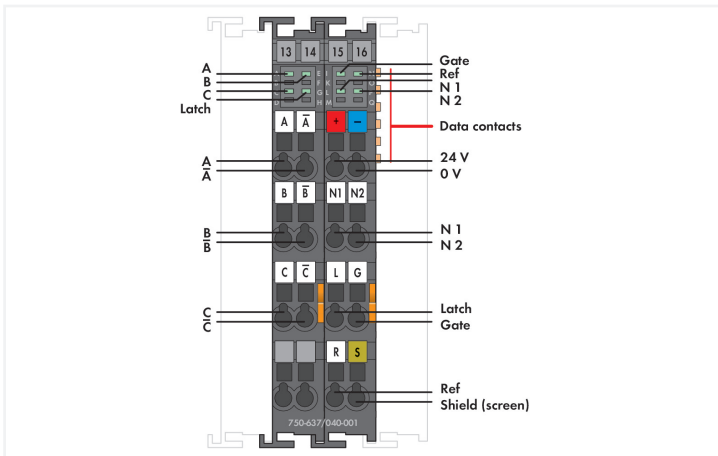 13 14 15 16
A
B
C
Latch
Gate
Ref
N 1
N 2
A E I
K
C G L
D H M Q
A A̅ + −
Data contacts
A
A̅
24 V
0 V
B B̅ N1 N2
B
B̅
N 1
N 2
C C̅ L G
C
C̅
Latch
Gate
R S
Ref
Shield (screen)
750-637/040-001